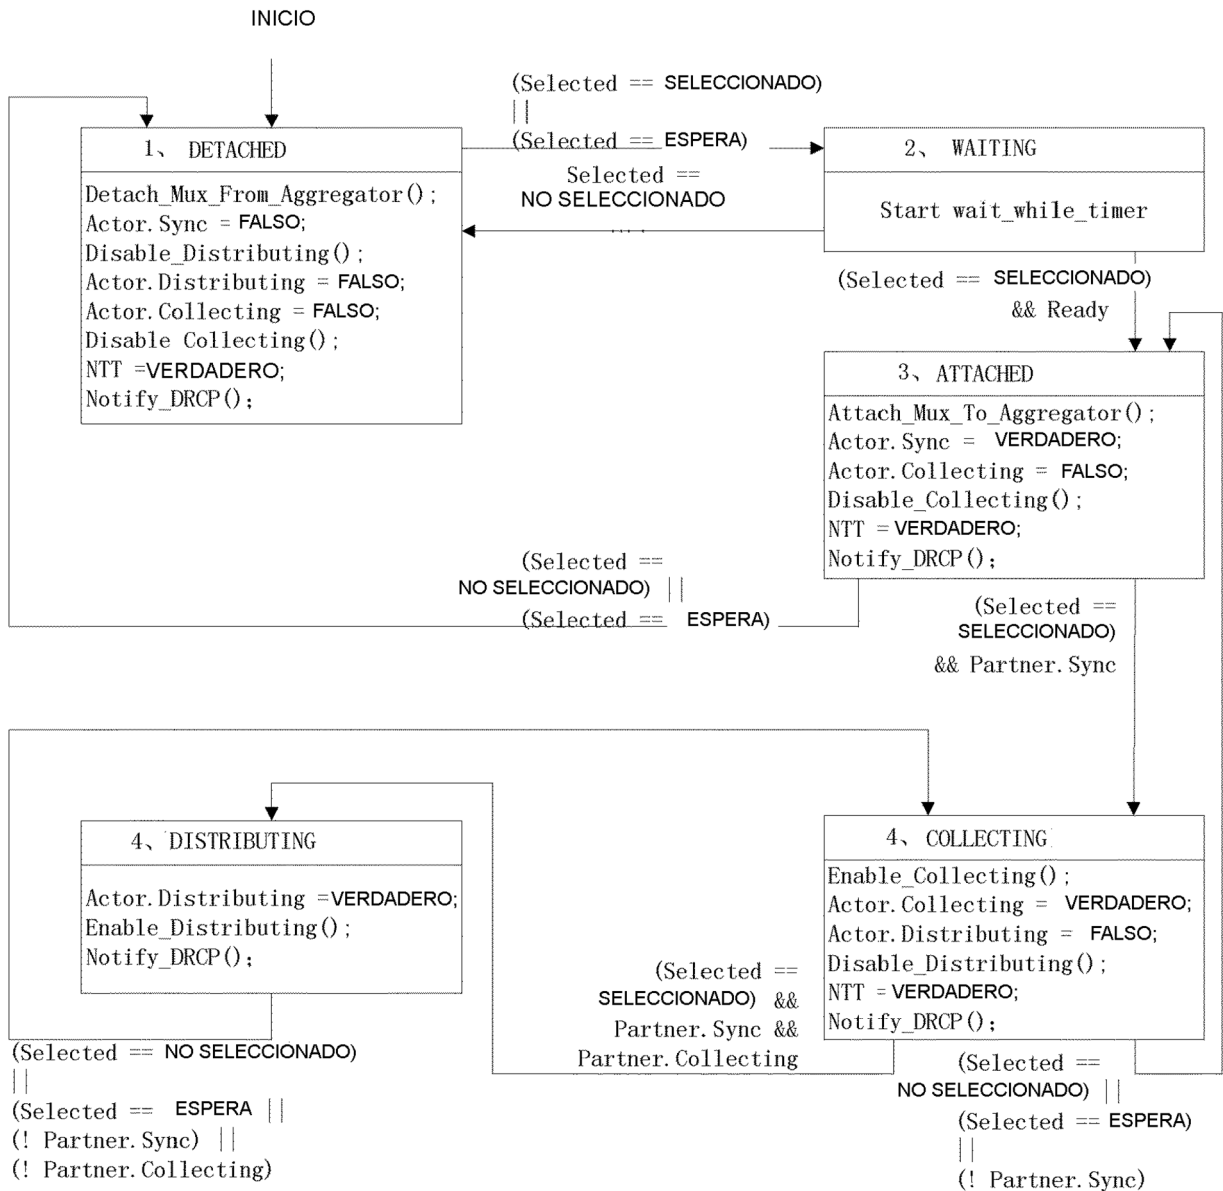 INICIO
(Selected == SELECCIONADO)
||
(Selected == ESPERA)
Selected ==
NO SELECCIONADO
1、 DETACHED
Detach_Mux_From_Aggregator();
Actor.Sync = FALSO;
Disable_Distributing();
Actor.Distributing = FALSO;
Actor.Collecting = FALSO;
Disable Collecting();
NTT =VERDADERO;
Notify_DRCP();
2、 WAITING
Start wait_while_timer
(Selected == SELECCIONADO)
&& Ready
3、 ATTACHED
Attach_Mux_To_Aggregator();
Actor.Sync = VERDADERO;
Actor.Collecting = FALSO;
Disable_Collecting();
NTT = VERDADERO;
Notify_DRCP();
(Selected ==
NO SELECCIONADO) ||
(Selected == ESPERA)
(Selected ==
SELECCIONADO)
&& Partner.Sync
4、 DISTRIBUTING
Actor.Distributing =VERDADERO;
Enable_Distributing();
Notify_DRCP();
4、 COLLECTING
Enable_Collecting();
Actor.Collecting = VERDADERO;
Actor.Distributing = FALSO;
Disable_Distributing();
NTT = VERDADERO;
Notify_DRCP();
(Selected ==
SELECCIONADO) &&
Partner.Sync &&
Partner.Collecting
(Selected == NO SELECCIONADO)
||
(Selected == ESPERA ||
(! Partner.Sync) ||
(! Partner.Collecting)
(Selected ==
NO SELECCIONADO) ||
(Selected == ESPERA)
||
(! Partner.Sync)